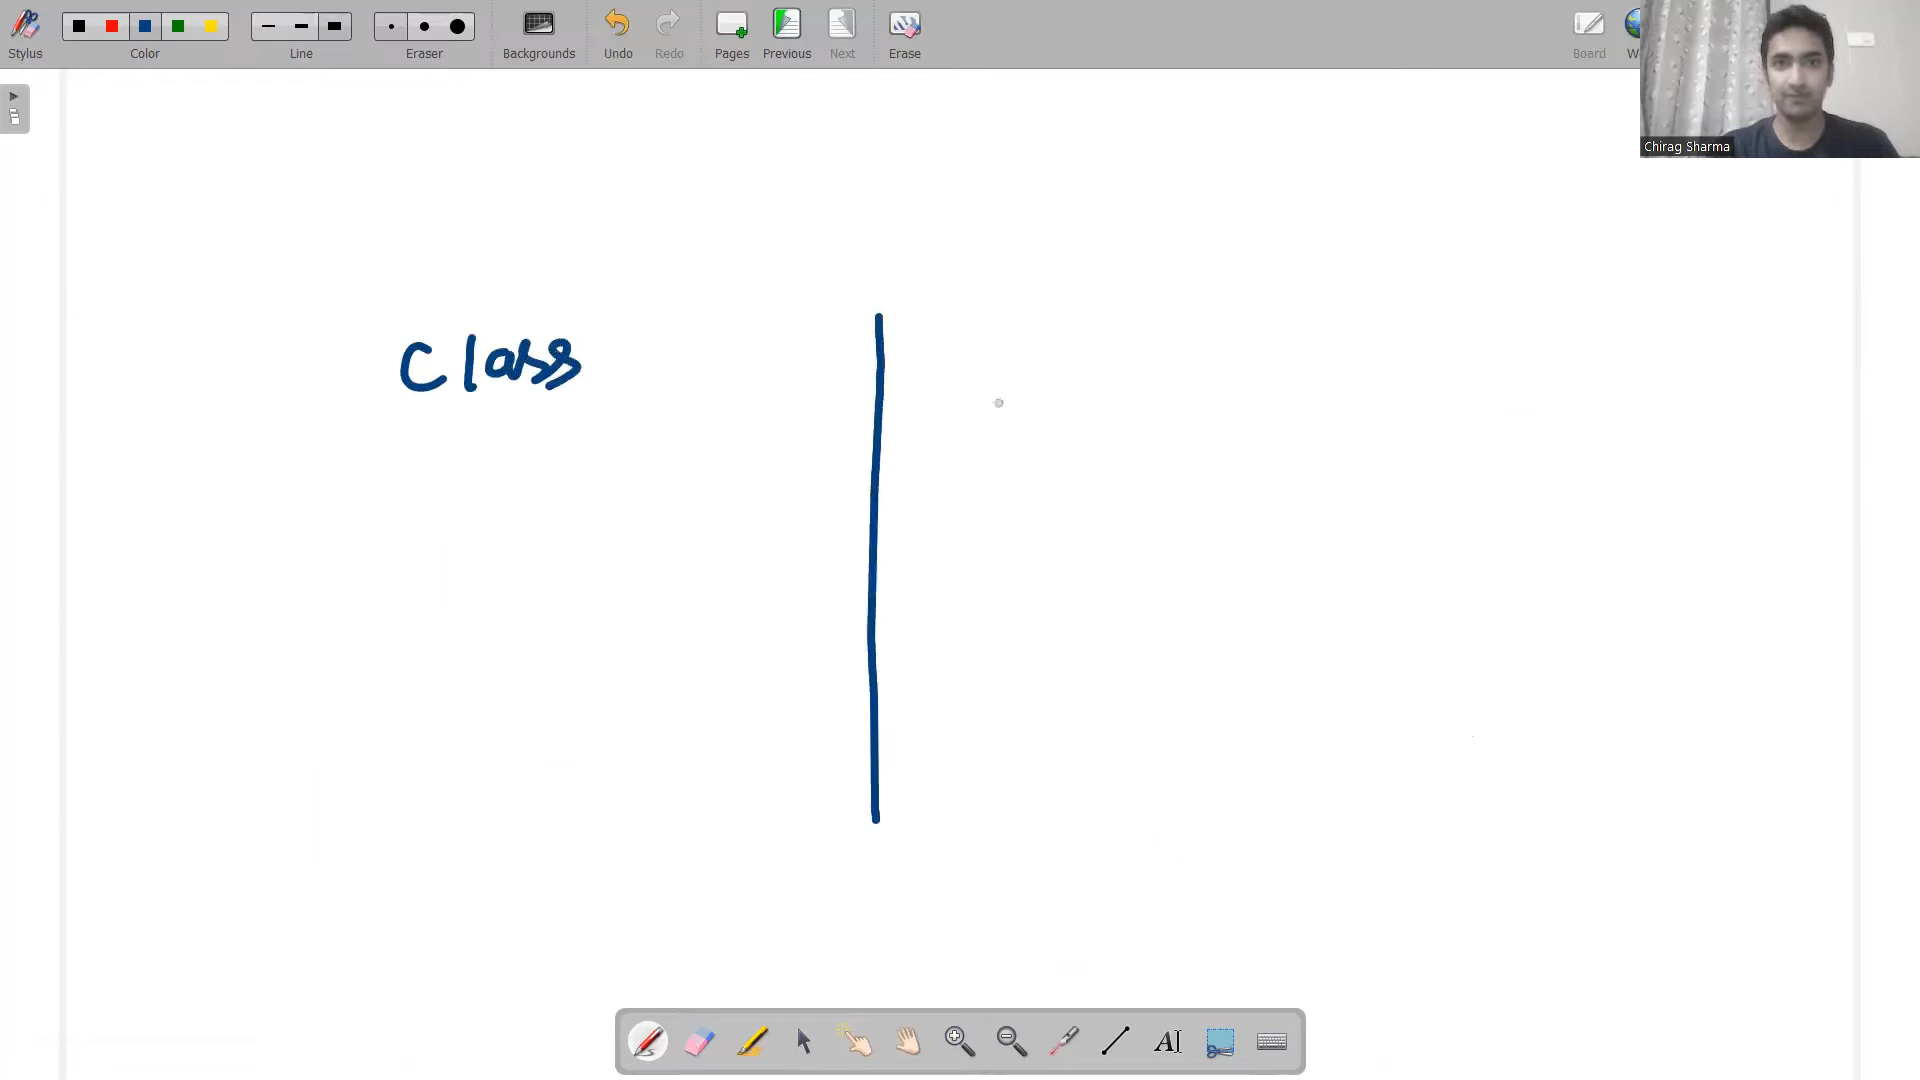 Stylus
Color
Line
Eraser
Backgrounds
Undo
Redo
Pages
Previous
Next
Erase
Board
Chirag Sharma
Class